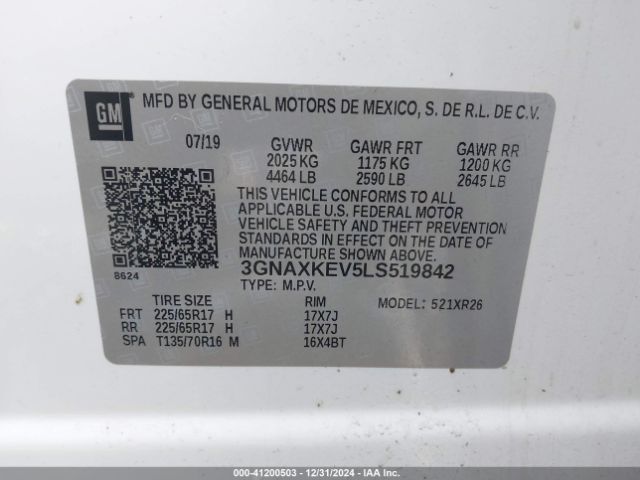 GM
MFD BY GENERAL MOTORS DE MEXICO, S. DE R.L. DE C.V.
07/19 GVWR GAWR FRT GAWR RR
2025 KG 1175 KG 1200 KG
4464 LB 2590 LB 2645 LB
THIS VEHICLE CONFORMS TO ALL
APPLICABLE U.S. FEDERAL MOTOR
VEHICLE SAFETY AND THEFT PREVENTION
STANDARDS IN EFFECT ON THE DATE OF
MANUFACTURE SHOWN ABOVE.
8624
3GNAXKEV5LS519842
TYPE: M.P.V.
TIRE SIZE RIM MODEL: 521XR26
FRT 225/65R17 H 17X7J
RR 225/65R17 H 17X7J
SPA T135/70R16 M 16X4BT
000-41200503 - 12/31/2024 - IAA Inc.